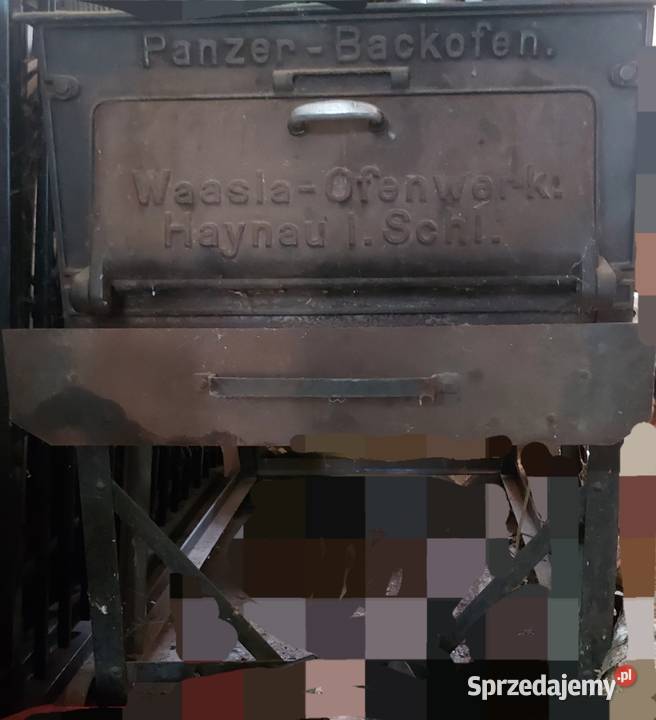 Panzer-Backofen.
Waasla-Ofenwerk:
Haynau i. Schl.
Sprzedajemy.pl